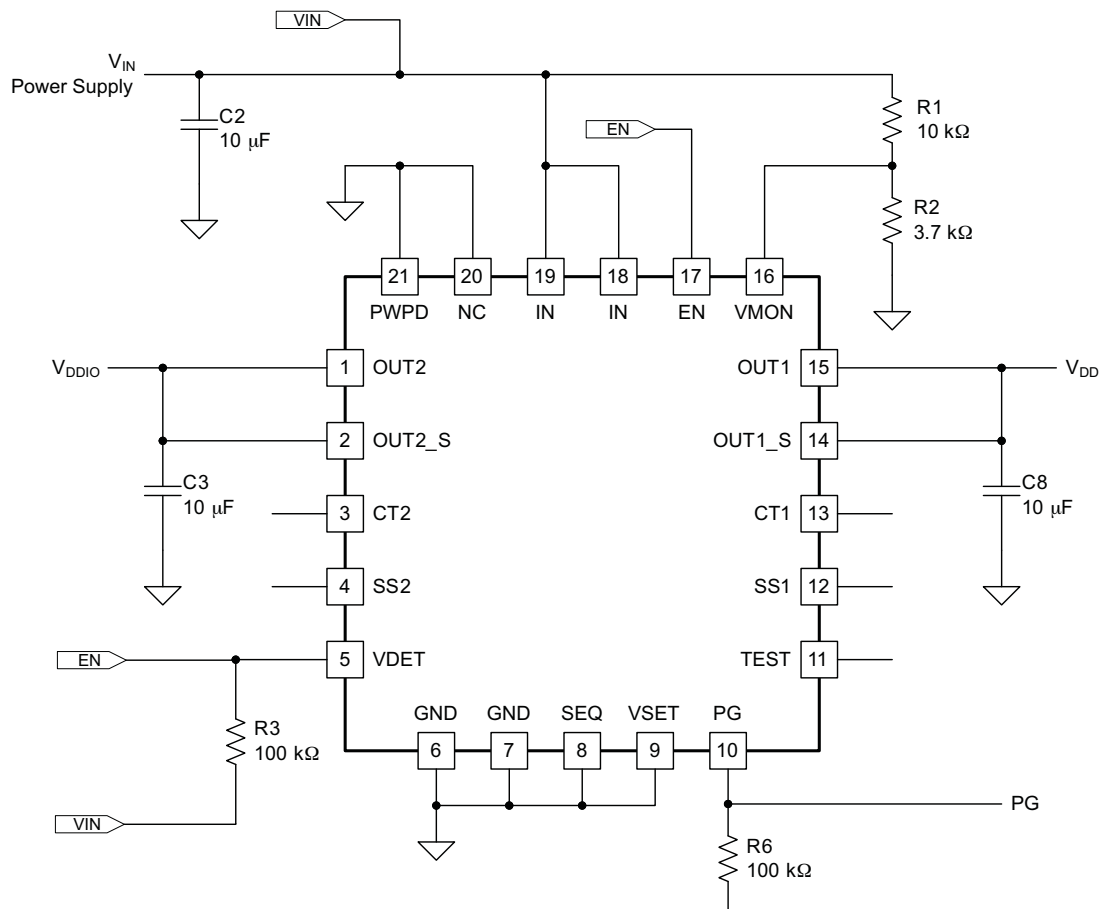 VIN
VIN
Power Supply
C2
10 μF
R1
10 kΩ
EN
R2
3.7 kΩ
21
20
19
18
17
16
PWPD
NC
IN
IN
EN
VMON
VDDIO
1
OUT2
OUT1
15
VDD
2
OUT2_S
OUT1_S
14
C3
10 μF
3
CT2
CT1
13
C8
10 μF
4
SS2
SS1
12
EN
5
VDET
TEST
11
GND
GND
SEQ
VSET
PG
6
7
8
9
10
R3
100 kΩ
VIN
PG
R6
100 kΩ